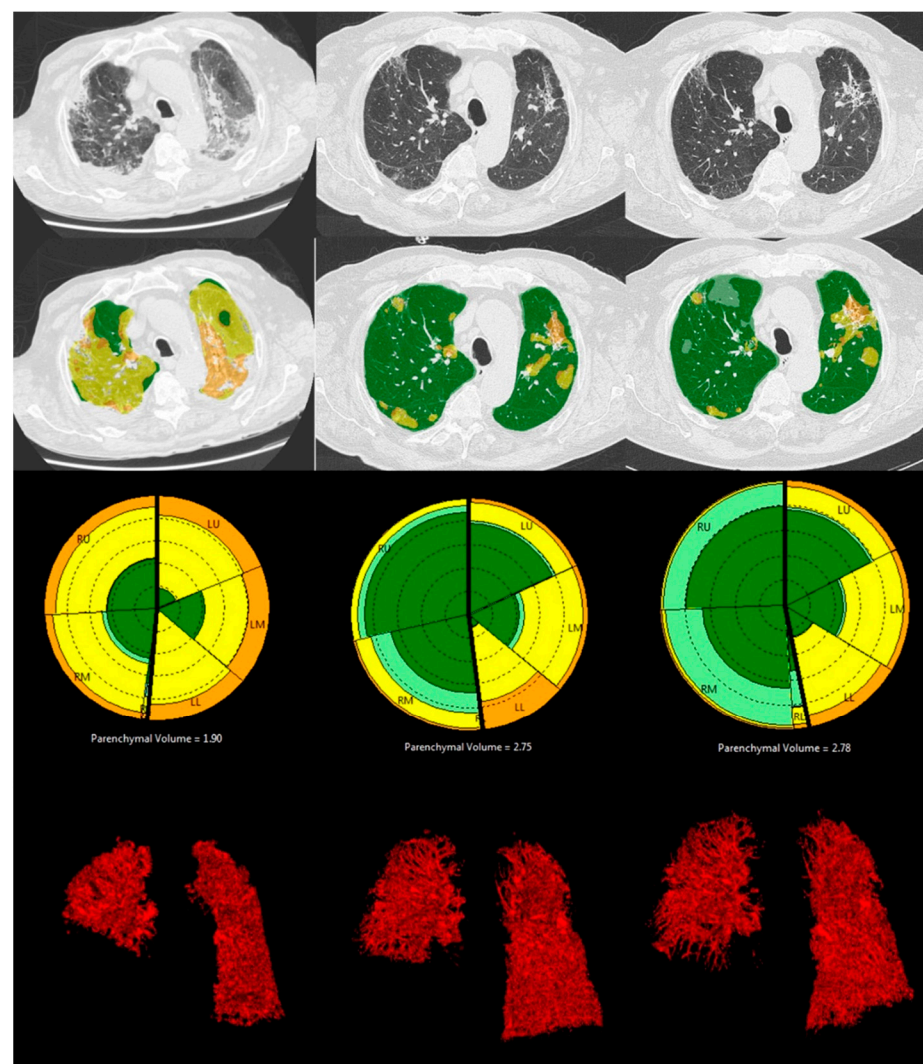 RU LU
LM
RM
LL
Parenchymal Volume = 1.90
RU LU
LM
RM
LL
Parenchymal Volume = 2.75
RU LU
LM
RM
RL LL
Parenchymal Volume = 2.78